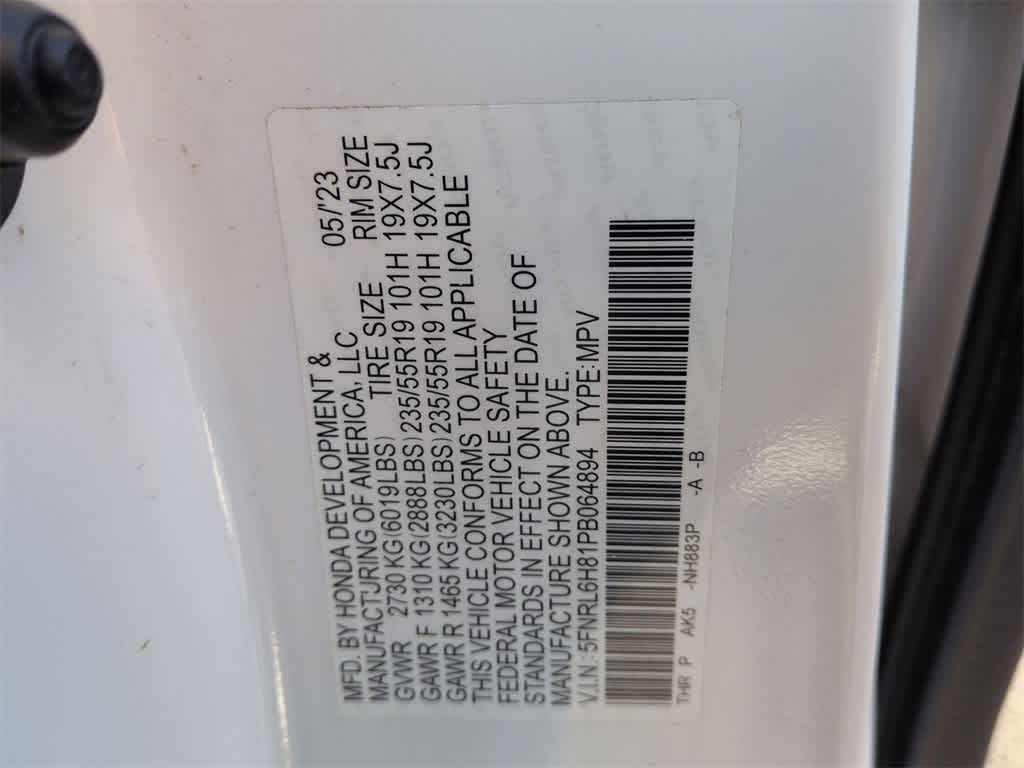 MFD. BY HONDA DEVELOPMENT &
MANUFACTURING OF AMERICA, LLC 05/'23
GVWR 2730 KG(6019LBS) TIRE SIZE RIM SIZE
GAWR F 1310 KG(2888LBS)235/55R19 101H 19X7.5J
GAWR R 1465 KG(3230LBS)235/55R19 101H 19X7.5J
THIS VEHICLE CONFORMS TO ALL APPLICABLE
FEDERAL MOTOR VEHICLE SAFETY
STANDARDS IN EFFECT ON THE DATE OF
MANUFACTURE SHOWN ABOVE.
V.I.N.:5FNRL6H81PB064894 TYPE:MPV
THR P AK5 -NH883P -A -B